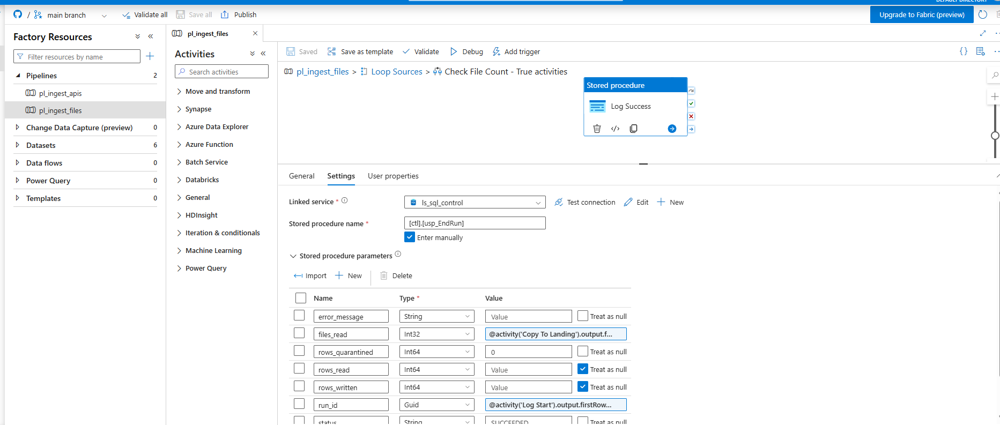 DEFAULT DIRECTORY
/ main branch
Validate all
Save all
Publish
Upgrade to Fabric (preview)
Factory Resources
Filter resources by name
Pipelines 2
pl_ingest_apis
pl_ingest_files
Change Data Capture (preview) 0
Datasets 6
Data flows 0
Power Query 0
Templates 0
pl_ingest_files
Activities
Search activities
Move and transform
Synapse
Azure Data Explorer
Azure Function
Batch Service
Databricks
General
HDInsight
Iteration & conditionals
Machine Learning
Power Query
Saved
Save as template
Validate
Debug
Add trigger
{}
pl_ingest_files > Loop Sources > Check File Count - True activities
Stored procedure
Log Success
General Settings User properties
Linked service * ls_sql_control Test connection Edit New
Stored procedure name * [ctl].[usp_EndRun]
Enter manually
Stored procedure parameters
Import New Delete
Name Type * Value
error_message String Value Treat as null
files_read Int32 @activity('Copy To Landing').output.f...
rows_quarantined Int64 0 Treat as null
rows_read Int64 Value Treat as null
rows_written Int64 Value Treat as null
run_id Guid @activity('Log Start').output.firstRow...
status String SUCCEEDED Treat as null